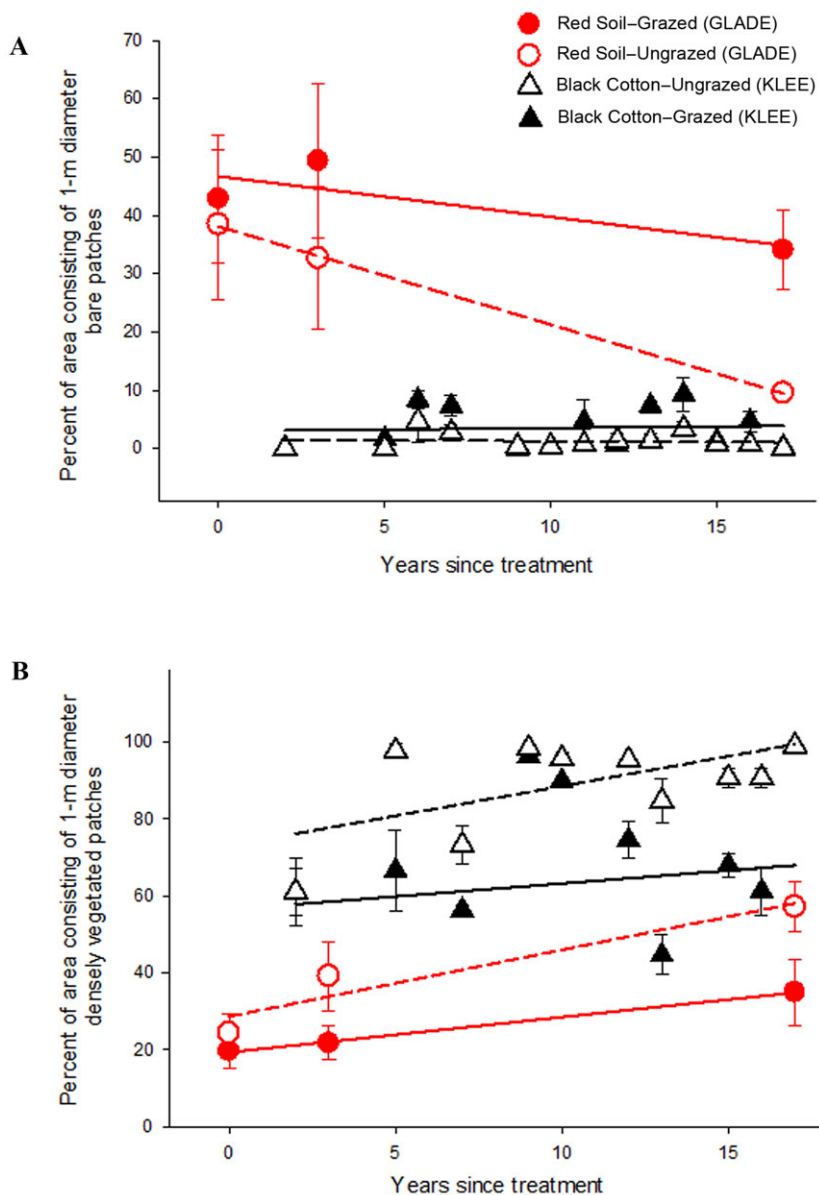 A
Red Soil–Grazed (GLADE)
Red Soil–Ungrazed (GLADE)
Black Cotton–Ungrazed (KLEE)
Black Cotton–Grazed (KLEE)
Percent of area consisting of 1-m diameter
bare patches
70
60
50
40
30
20
10
0
0 5 10 15
Years since treatment
B
Percent of area consisting of 1-m diameter
densely vegetated patches
100
80
60
40
20
0
0 5 10 15
Years since treatment